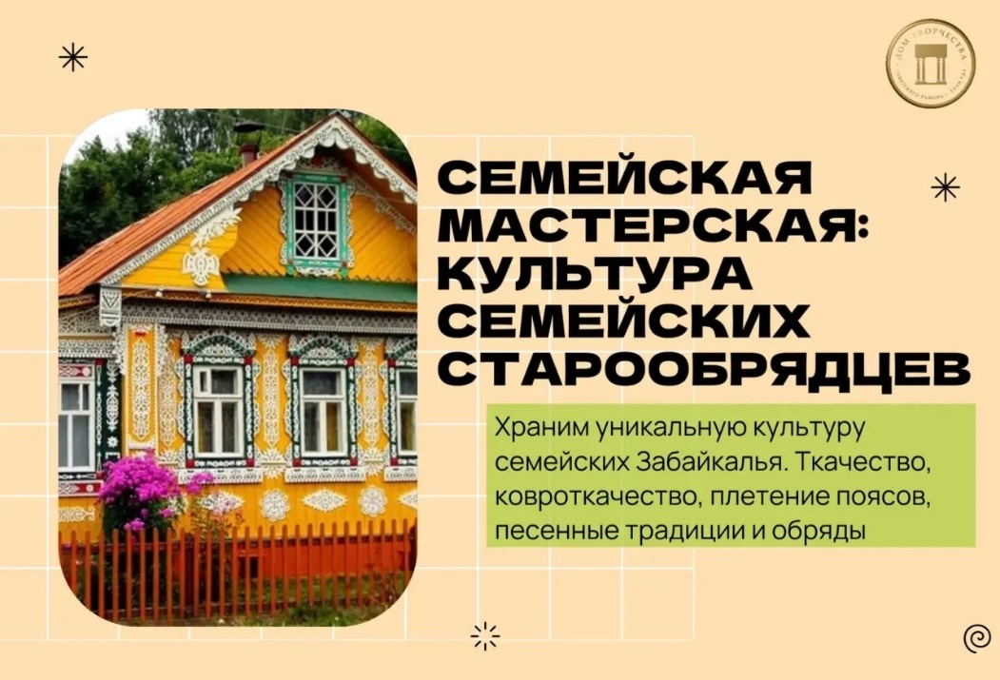 ДОМ ТВОРЧЕСТВА
СЕМЕЙСКАЯ
МАСТЕРСКАЯ:
КУЛЬТУРА
СЕМЕЙСКИХ
СТАРООБРЯДЦЕВ
Храним уникальную культуру
семейских Забайкалья. Ткачество,
ковроткачество, плетение поясов,
песенные традиции и обряды